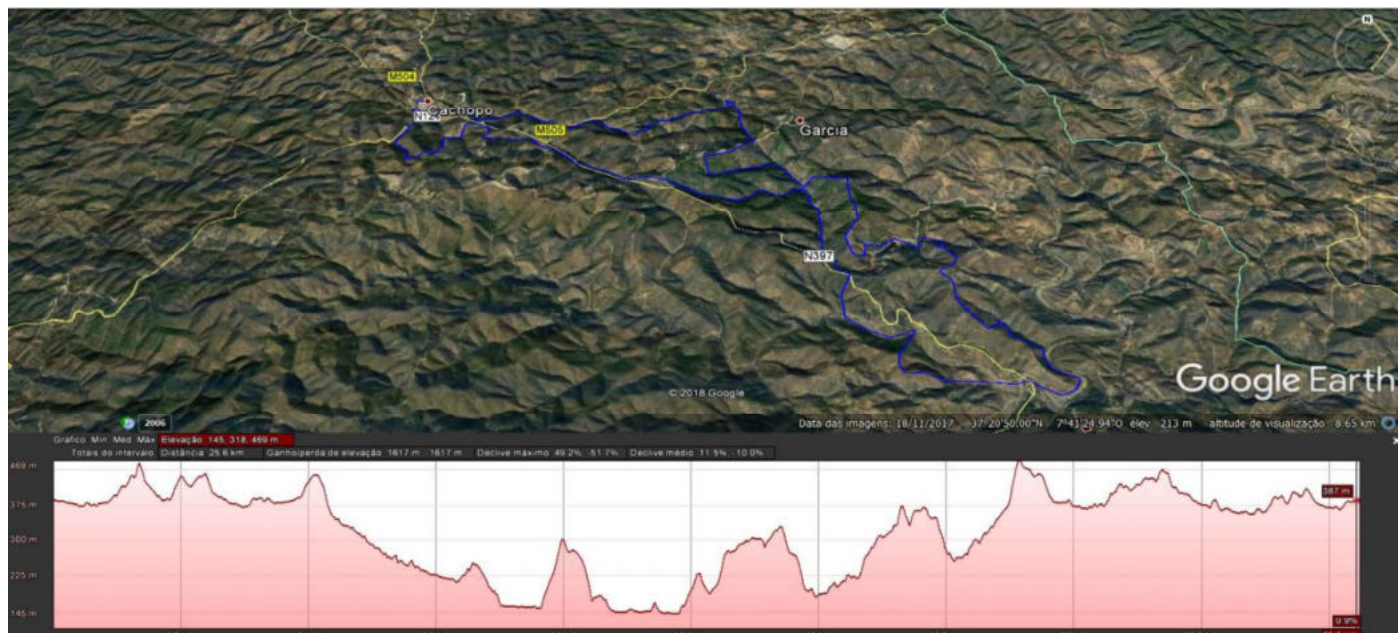 N
M504
Cachopo
N124
M505
Garcia
N397
Google Earth
© 2018 Google
2006
Data das imagens: 18/11/2017 37°20'50.00"N 7°41'24.94"O elev 213 m altitude de visualização 8.65 km
Gráfico Min, Méd, Máx Elevação 145, 318, 469 m
Totais do intervalo Distância 25.6 km Ganho/perda de elevação 1617 m, -1617 m Declive máximo 49.2%, -51.7% Declive médio 11.5%, -10.0%
469 m
387 m
375 m
300 m
225 m
145 m
0.9%